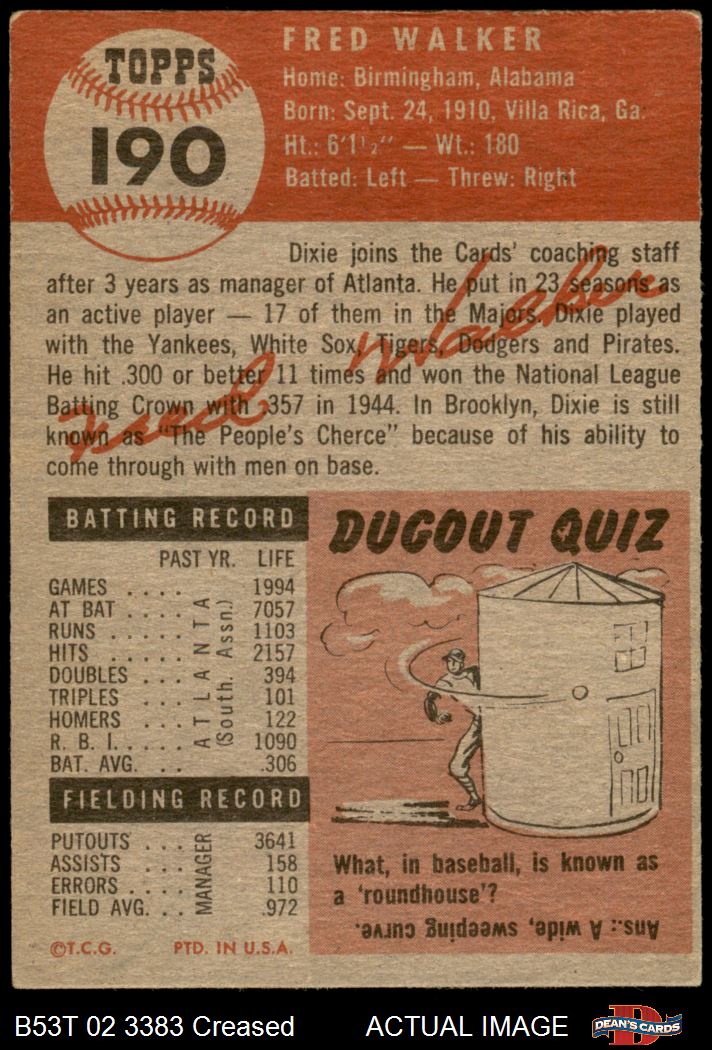 TOPPS
190
FRED WALKER
Home: Birmingham, Alabama
Born: Sept. 24, 1910, Villa Rica, Ga.
Ht.: 6'1½" — Wt.: 180
Batted: Left — Threw: Right
Dixie joins the Cards' coaching staff
after 3 years as manager of Atlanta. He put in 23 seasons as
an active player — 17 of them in the Majors. Dixie played
with the Yankees, White Sox, Tigers, Dodgers and Pirates.
He hit .300 or better 11 times and won the National League
Batting Crown with .357 in 1944. In Brooklyn, Dixie is still
known as "The People's Cherce" because of his ability to
come through with men on base.
Fred Walker
BATTING RECORD
PAST YR. LIFE
GAMES .... 1994
AT BAT .... 7057
RUNS ..... 1103
HITS ...... 2157
DOUBLES .... 394
TRIPLES ... 101
HOMERS ... 122
R. B. I. ..... 1090
BAT. AVG. ... .306
ATLANTA
(South. Assn.)
FIELDING RECORD
PUTOUTS ... 3641
ASSISTS ... 158
ERRORS .... 110
FIELD AVG. .. .972
MANAGER
©T.C.G. PTD. IN U.S.A.
DUGOUT QUIZ
What, in baseball, is known as
a 'roundhouse'?
Ans.: A wide, sweeping curve.
B53T 02 3383 Creased ACTUAL IMAGE
D
DEAN'S CARDS